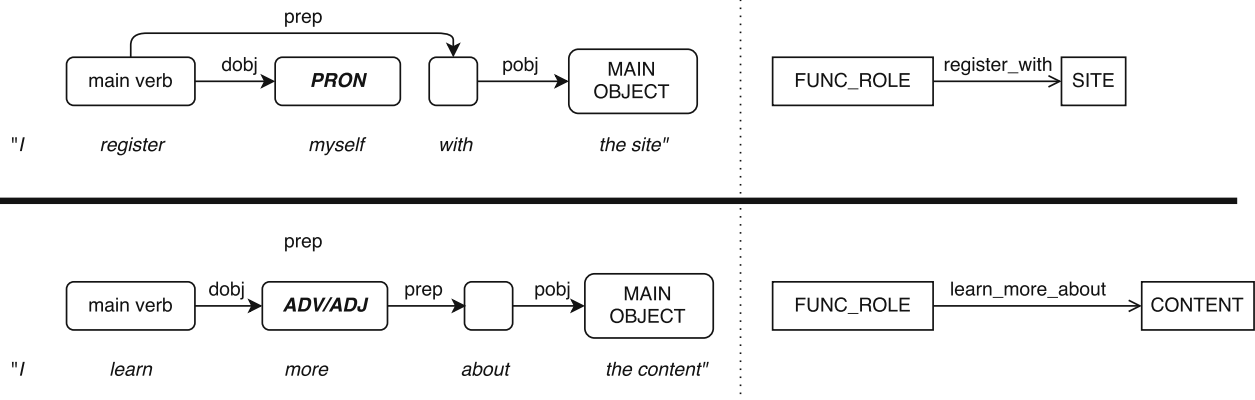 prep
main verb dobj PRON pobj MAIN OBJECT
"I register myself with the site"
FUNC_ROLE register_with SITE
prep
main verb dobj ADV/ADJ prep pobj MAIN OBJECT
"I learn more about the content"
FUNC_ROLE learn_more_about CONTENT